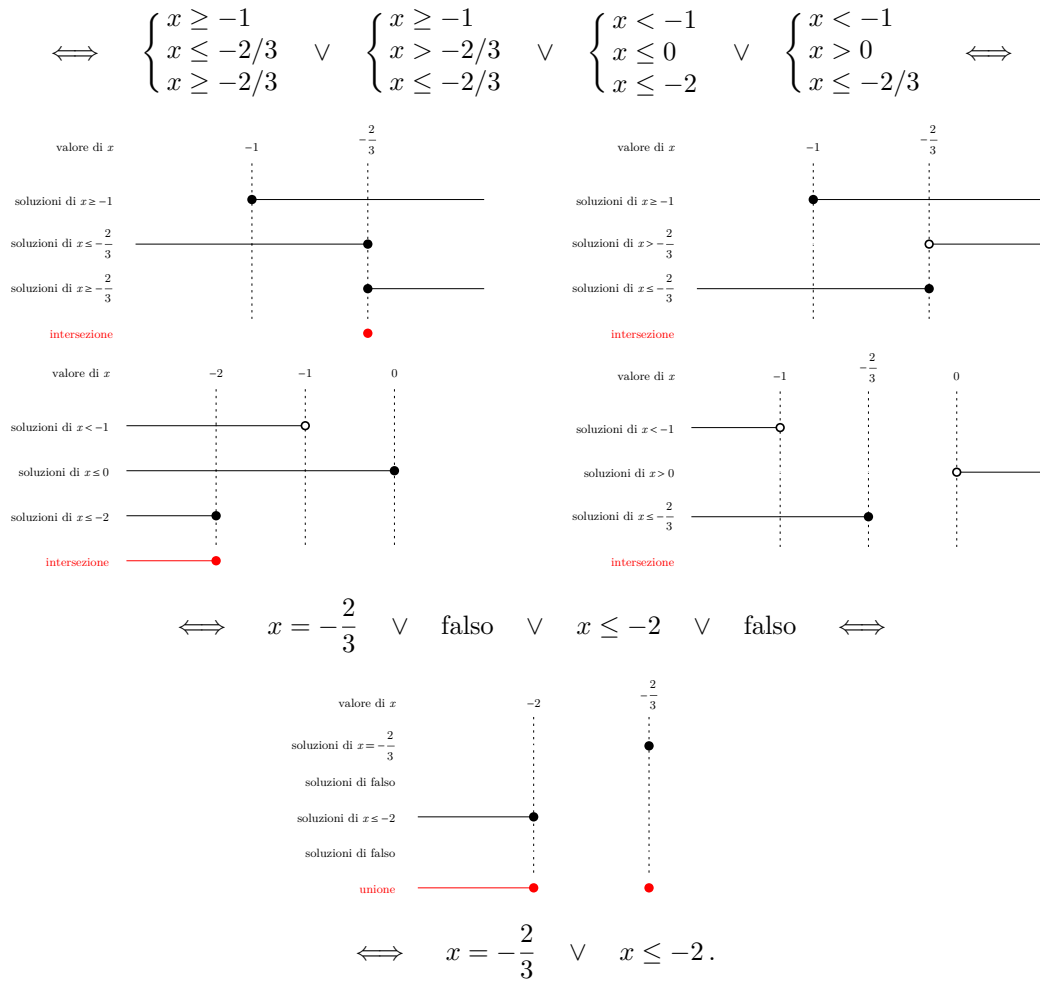 ⟺ { x ≥ −1 x ≤ −2/3 x ≥ −2/3 ∨ { x ≥ −1 x > −2/3 x ≤ −2/3 ∨ { x < −1 x ≤ 0 x ≤ −2 ∨ { x < −1 x > 0 x ≤ −2/3 ⟺
valore di x −1 −2/3
soluzioni di x ≥ −1
soluzioni di x ≤ −2/3
soluzioni di x ≥ −2/3
intersezione
valore di x −1 −2/3
soluzioni di x ≥ −1
soluzioni di x > −2/3
soluzioni di x ≤ −2/3
intersezione
valore di x −2 −1 0
soluzioni di x < −1
soluzioni di x ≤ 0
soluzioni di x ≤ −2
intersezione
valore di x −1 −2/3 0
soluzioni di x < −1
soluzioni di x > 0
soluzioni di x ≤ −2/3
intersezione
⟺ x = −2/3 ∨ falso ∨ x ≤ −2 ∨ falso ⟺
valore di x −2 −2/3
soluzioni di x = −2/3
soluzioni di falso
soluzioni di x ≤ −2
soluzioni di falso
unione
⟺ x = −2/3 ∨ x ≤ −2 .